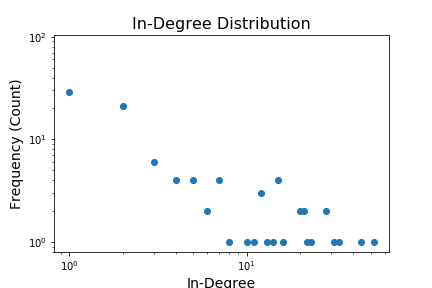 In-Degree Distribution
Frequency (Count)
10²
10¹
10⁰
10⁰ 10¹
In-Degree